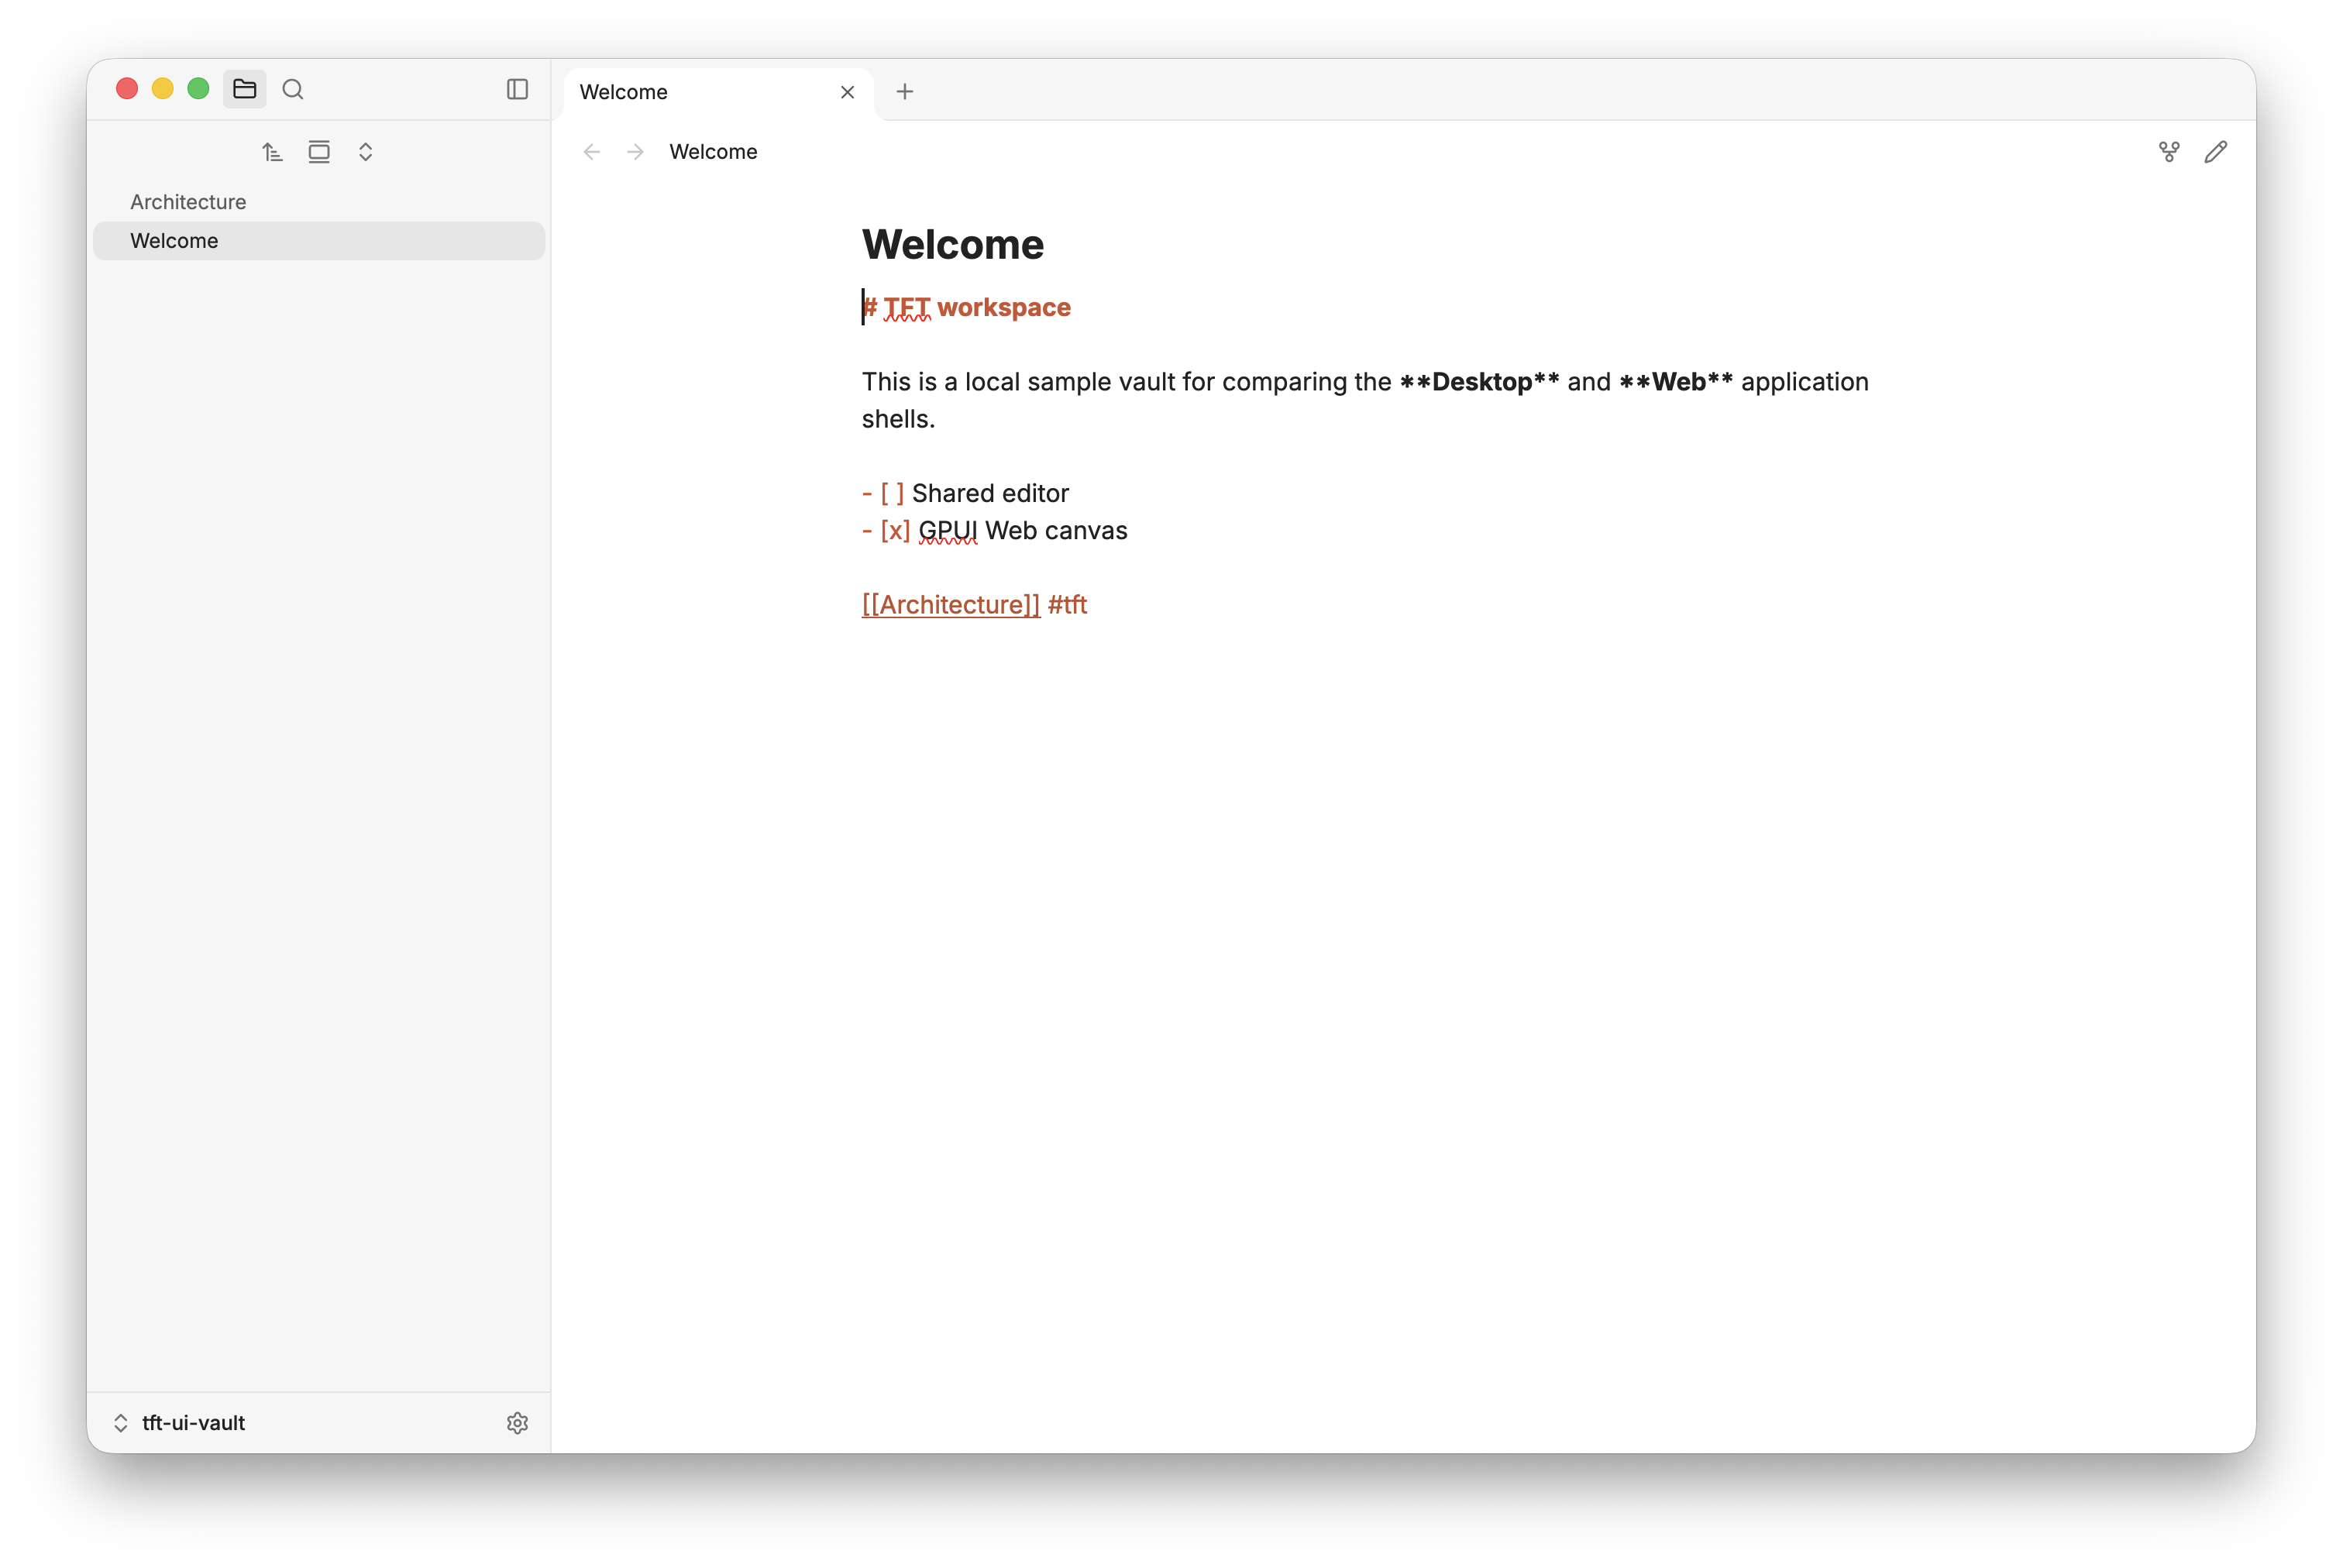 Welcome
Welcome
Architecture
Welcome
Welcome
# TFT workspace
This is a local sample vault for comparing the **Desktop** and **Web** application
shells.
- [ ] Shared editor
- [x] GPUI Web canvas
[[Architecture]] #tft
tft-ui-vault